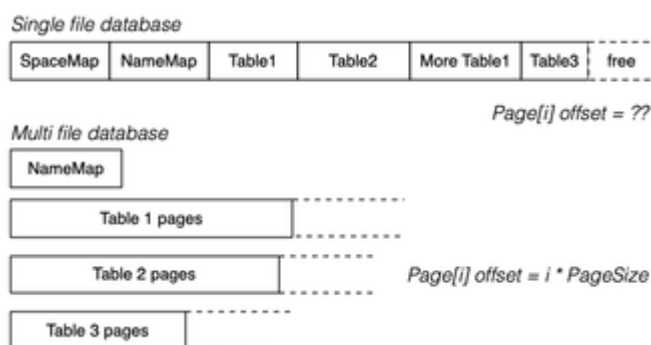 Single file database
SpaceMap NameMap Table1 Table2 More Table1 Table3 free
Page[i] offset = ??
Multi file database
NameMap
Table 1 pages
Table 2 pages
Page[i] offset = i * PageSize
Table 3 pages